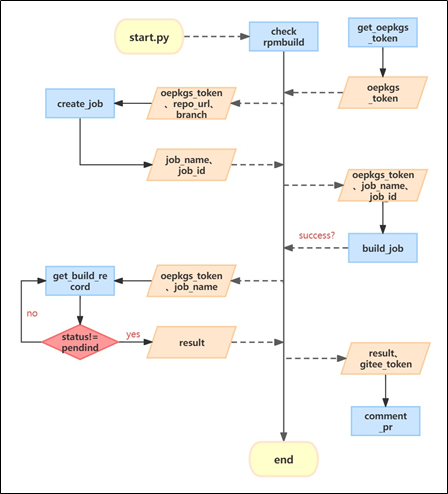 start.py
check
rpmbuild
get_oepkgs
_token
oepkgs
_token
create_job
oepkgs_token
、repo_url、
branch
job_name、
job_id
oepkgs_token
、job_name、
job_id
success?
build_job
get_build_re
cord
oepkgs_token
、job_name
no
status!=
pendind
yes
result
result、
gitee_token
comment
_pr
end